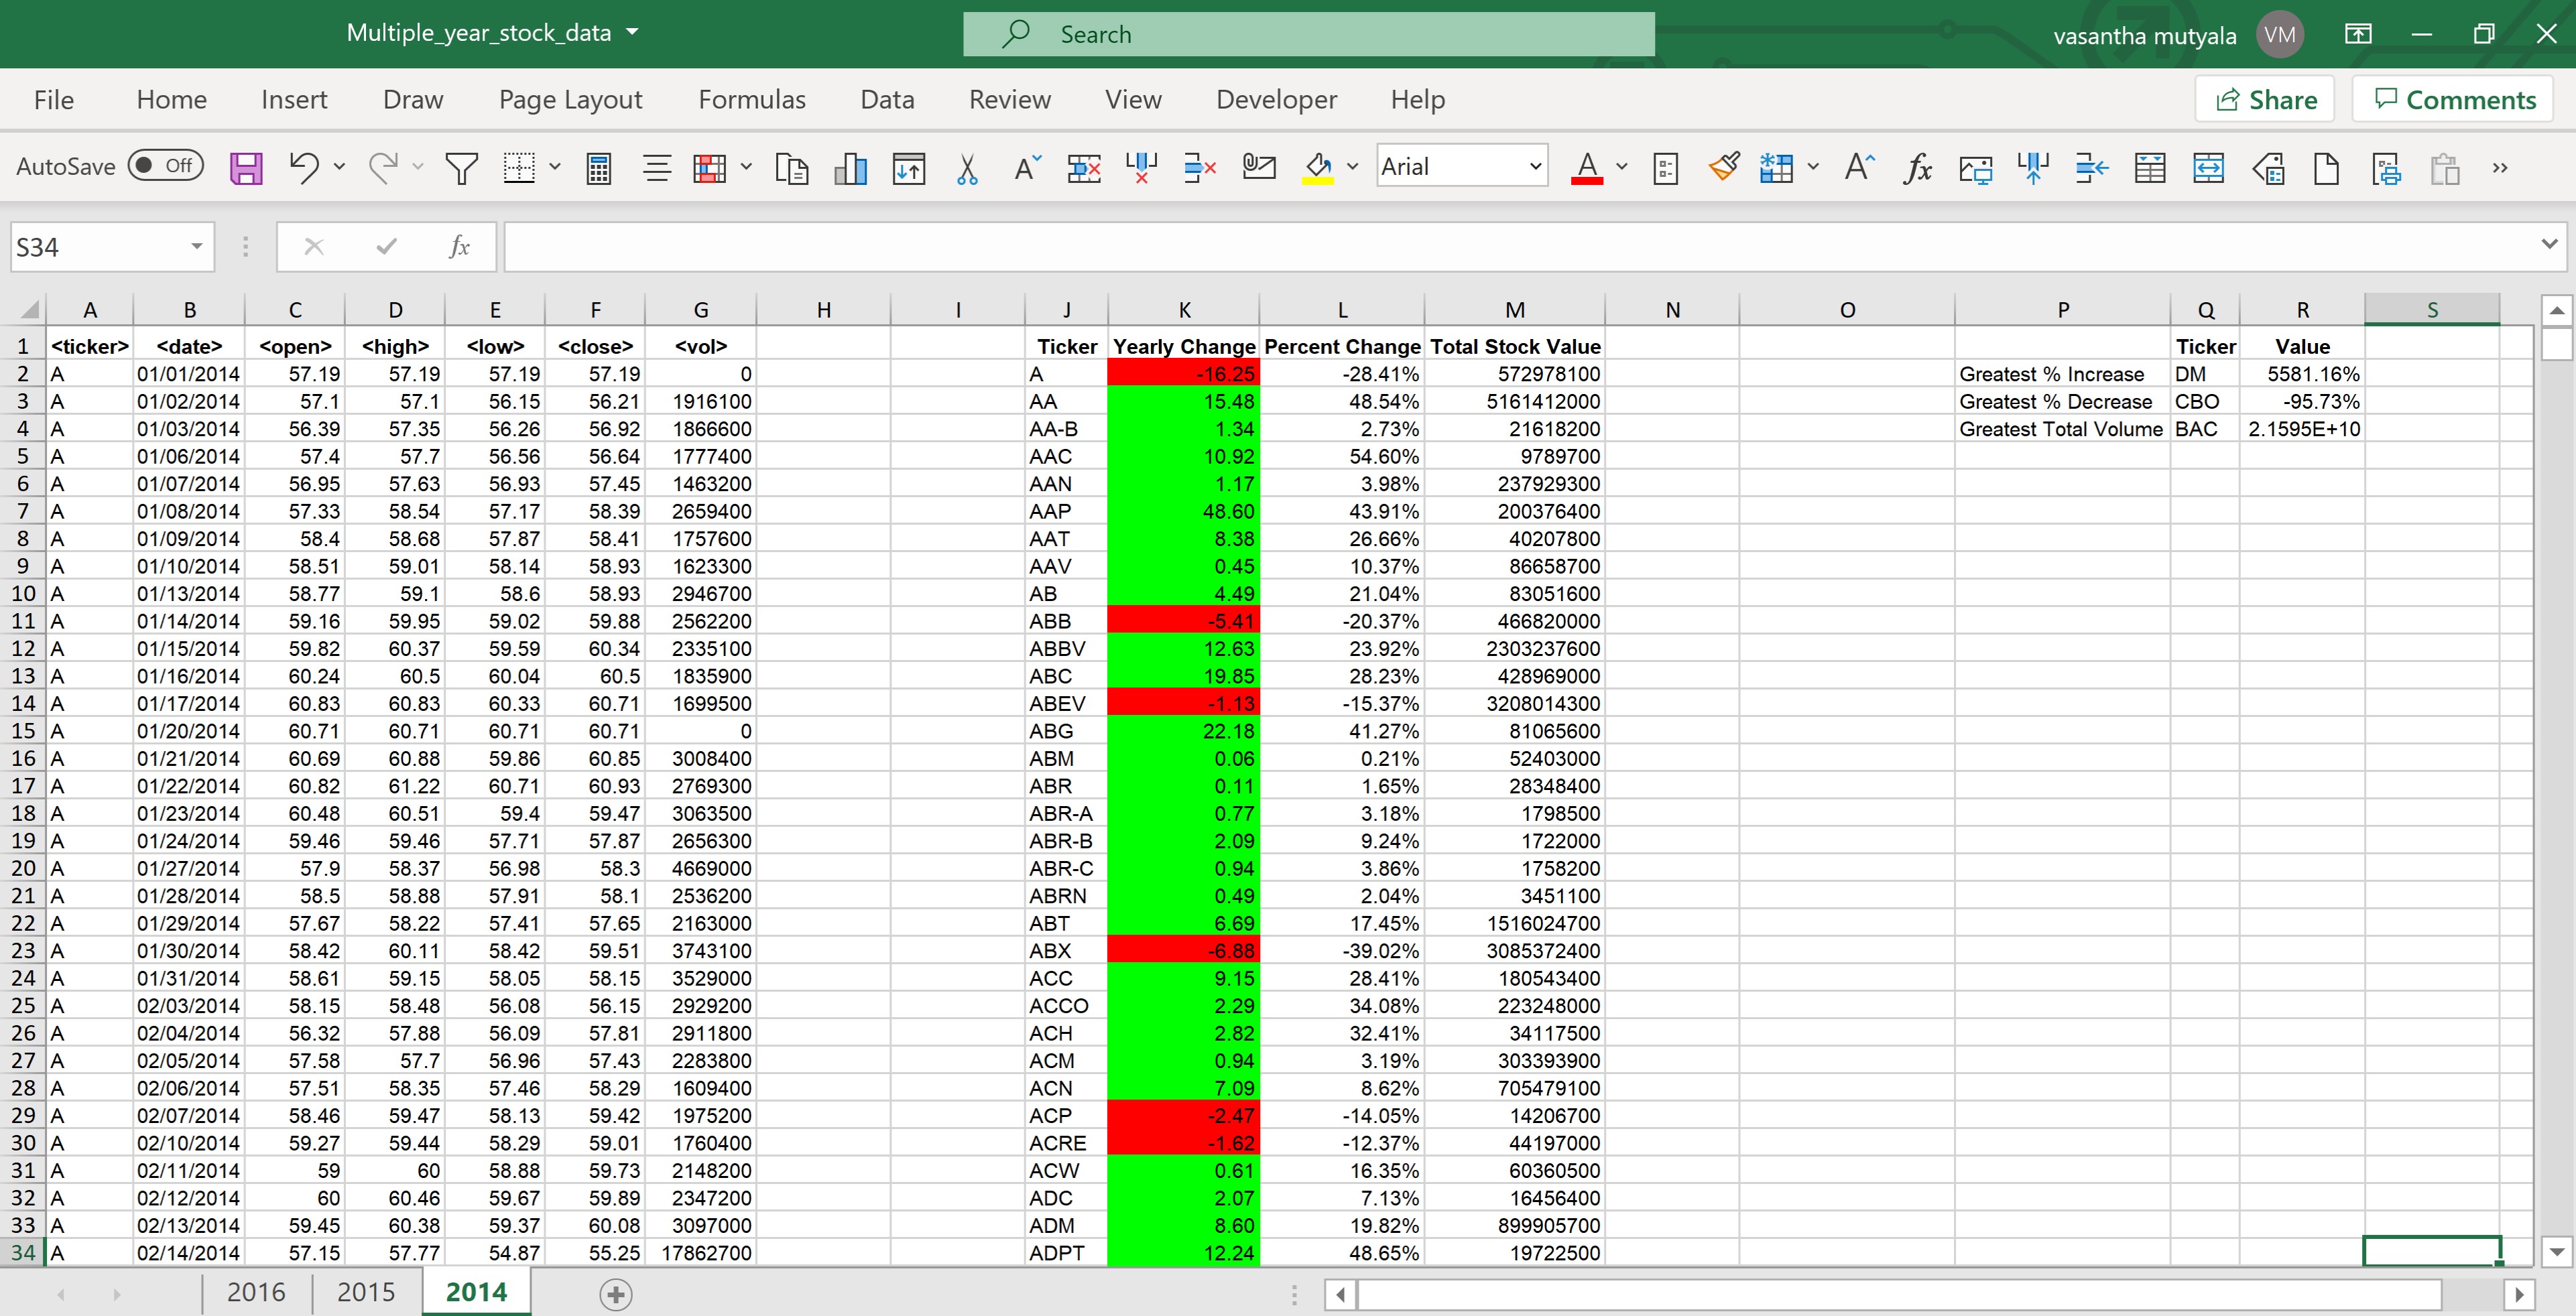 Multiple_year_stock_data
Search
vasantha mutyala VM
File Home Insert Draw Page Layout Formulas Data Review View Developer Help Share Comments
AutoSave Off Arial
S34 fx
A B C D E F G H I J K L M N O P Q R S
1 <ticker> <date> <open> <high> <low> <close> <vol> Ticker Yearly Change Percent Change Total Stock Value Ticker Value
2 A 01/01/2014 57.19 57.19 57.19 57.19 0 A -16.25 -28.41% 572978100 Greatest % Increase DM 5581.16%
3 A 01/02/2014 57.1 57.1 56.15 56.21 1916100 AA 15.48 48.54% 5161412000 Greatest % Decrease CBO -95.73%
4 A 01/03/2014 56.39 57.35 56.26 56.92 1866600 AA-B 1.34 2.73% 21618200 Greatest Total Volume BAC 2.1595E+10
5 A 01/06/2014 57.4 57.7 56.56 56.64 1777400 AAC 10.92 54.60% 9789700
6 A 01/07/2014 56.95 57.63 56.93 57.45 1463200 AAN 1.17 3.98% 237929300
7 A 01/08/2014 57.33 58.54 57.17 58.39 2659400 AAP 48.60 43.91% 200376400
8 A 01/09/2014 58.4 58.68 57.87 58.41 1757600 AAT 8.38 26.66% 40207800
9 A 01/10/2014 58.51 59.01 58.14 58.93 1623300 AAV 0.45 10.37% 86658700
10 A 01/13/2014 58.77 59.1 58.6 58.93 2946700 AB 4.49 21.04% 83051600
11 A 01/14/2014 59.16 59.95 59.02 59.88 2562200 ABB -5.41 -20.37% 466820000
12 A 01/15/2014 59.82 60.37 59.59 60.34 2335100 ABBV 12.63 23.92% 2303237600
13 A 01/16/2014 60.24 60.5 60.04 60.5 1835900 ABC 19.85 28.23% 428969000
14 A 01/17/2014 60.83 60.83 60.33 60.71 1699500 ABEV -1.13 -15.37% 3208014300
15 A 01/20/2014 60.71 60.71 60.71 60.71 0 ABG 22.18 41.27% 81065600
16 A 01/21/2014 60.69 60.88 59.86 60.85 3008400 ABM 0.06 0.21% 52403000
17 A 01/22/2014 60.82 61.22 60.71 60.93 2769300 ABR 0.11 1.65% 28348400
18 A 01/23/2014 60.48 60.51 59.4 59.47 3063500 ABR-A 0.77 3.18% 1798500
19 A 01/24/2014 59.46 59.46 57.71 57.87 2656300 ABR-B 2.09 9.24% 1722000
20 A 01/27/2014 57.9 58.37 56.98 58.3 4669000 ABR-C 0.94 3.86% 1758200
21 A 01/28/2014 58.5 58.88 57.91 58.1 2536200 ABRN 0.49 2.04% 3451100
22 A 01/29/2014 57.67 58.22 57.41 57.65 2163000 ABT 6.69 17.45% 1516024700
23 A 01/30/2014 58.42 60.11 58.42 59.51 3743100 ABX -6.88 -39.02% 3085372400
24 A 01/31/2014 58.61 59.15 58.05 58.15 3529000 ACC 9.15 28.41% 180543400
25 A 02/03/2014 58.15 58.48 56.08 56.15 2929200 ACCO 2.29 34.08% 223248000
26 A 02/04/2014 56.32 57.88 56.09 57.81 2911800 ACH 2.82 32.41% 34117500
27 A 02/05/2014 57.58 57.7 56.96 57.43 2283800 ACM 0.94 3.19% 303393900
28 A 02/06/2014 57.51 58.35 57.46 58.29 1609400 ACN 7.09 8.62% 705479100
29 A 02/07/2014 58.46 59.47 58.13 59.42 1975200 ACP -2.47 -14.05% 14206700
30 A 02/10/2014 59.27 59.44 58.29 59.01 1760400 ACRE -1.62 -12.37% 44197000
31 A 02/11/2014 59 60 58.88 59.73 2148200 ACW 0.61 16.35% 60360500
32 A 02/12/2014 60 60.46 59.67 59.89 2347200 ADC 2.07 7.13% 16456400
33 A 02/13/2014 59.45 60.38 59.37 60.08 3097000 ADM 8.60 19.82% 899905700
34 A 02/14/2014 57.15 57.77 54.87 55.25 17862700 ADPT 12.24 48.65% 19722500
2016 2015 2014